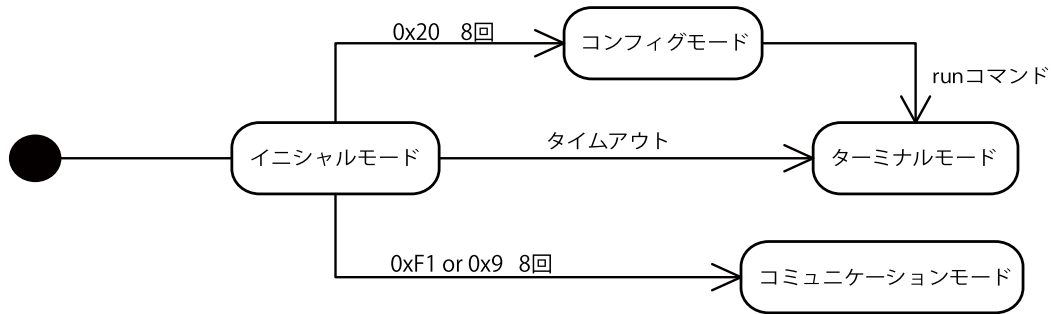 0x20 8回
コンフィグモード
runコマンド
タイムアウト
イニシャルモード
ターミナルモード
0xF1 or 0x9 8回
コミュニケーションモード